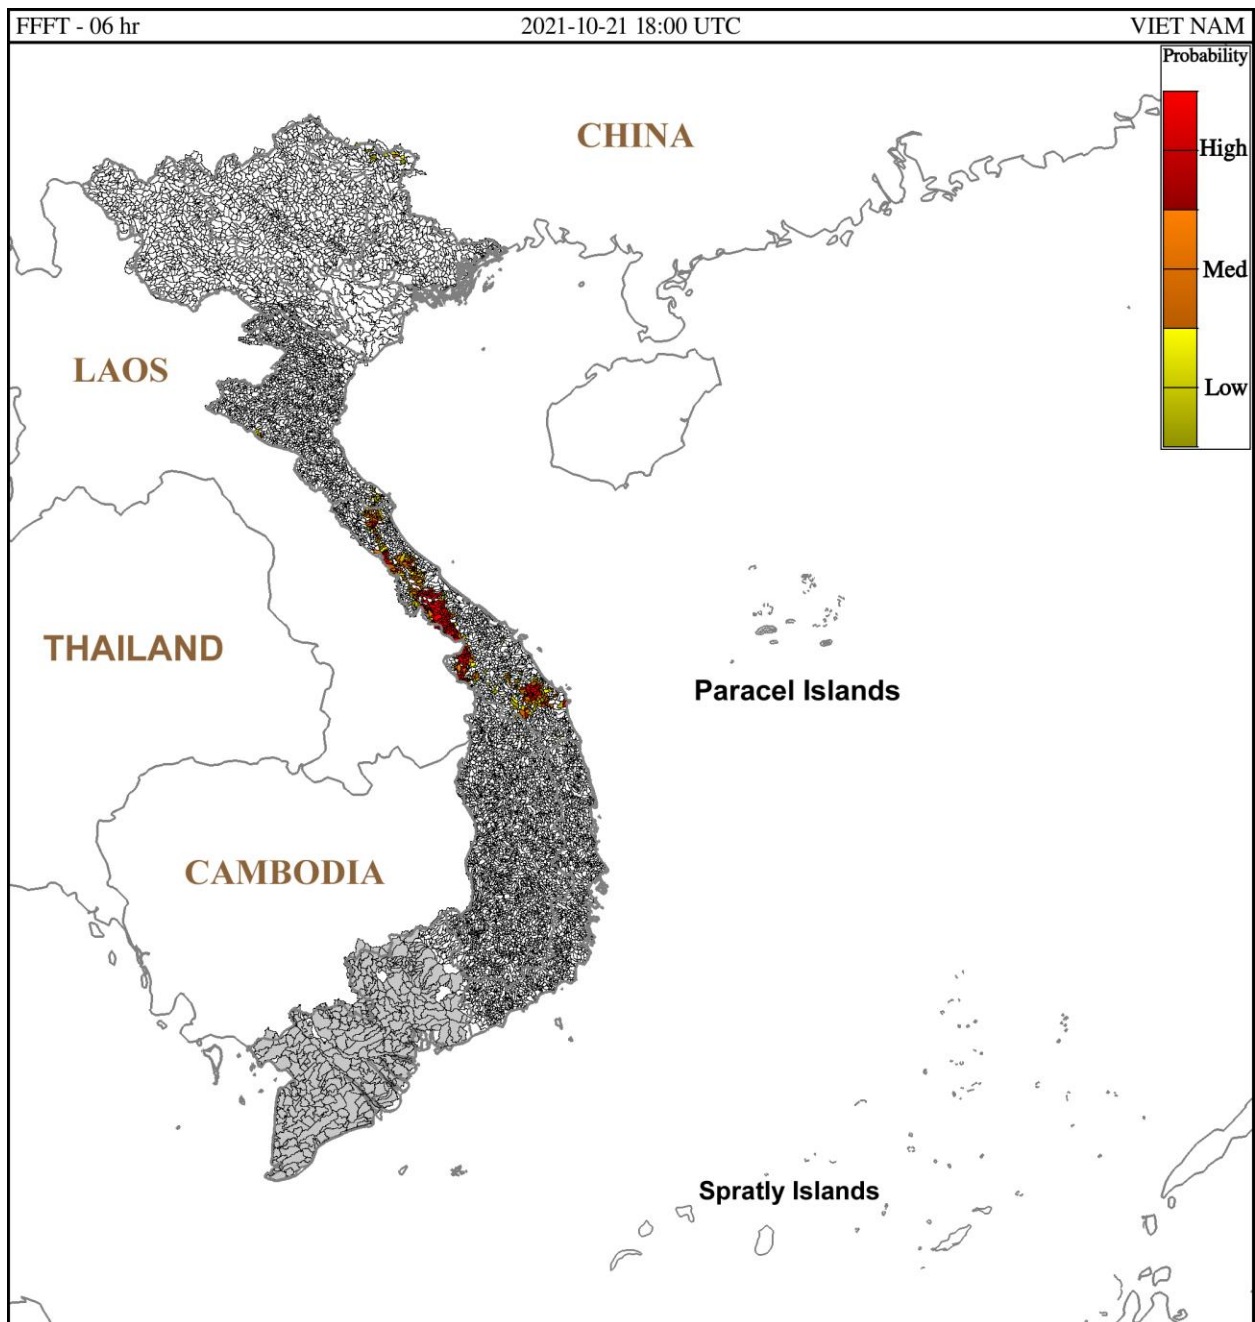 FFFT - 06 hr
2021-10-21 18:00 UTC
VIET NAM
Probability
High
Med
Low
CHINA
LAOS
THAILAND
Paracel Islands
CAMBODIA
Spratly Islands